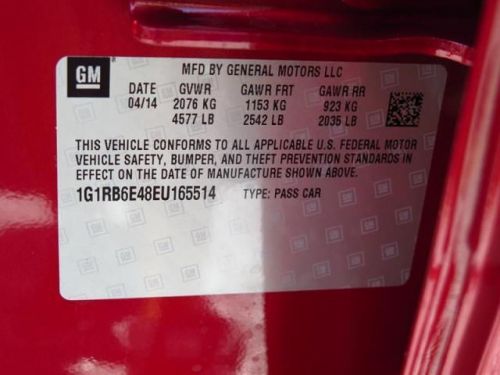 GM
MFD BY GENERAL MOTORS LLC
DATE GVWR GAWR FRT GAWR RR
04/14 2076 KG 1153 KG 923 KG
4577 LB 2542 LB 2035 LB
THIS VEHICLE CONFORMS TO ALL APPLICABLE U.S. FEDERAL MOTOR
VEHICLE SAFETY, BUMPER, AND THEFT PREVENTION STANDARDS IN
EFFECT ON THE DATE OF MANUFACTURE SHOWN ABOVE.
1G1RB6E48EU165514 TYPE: PASS CAR